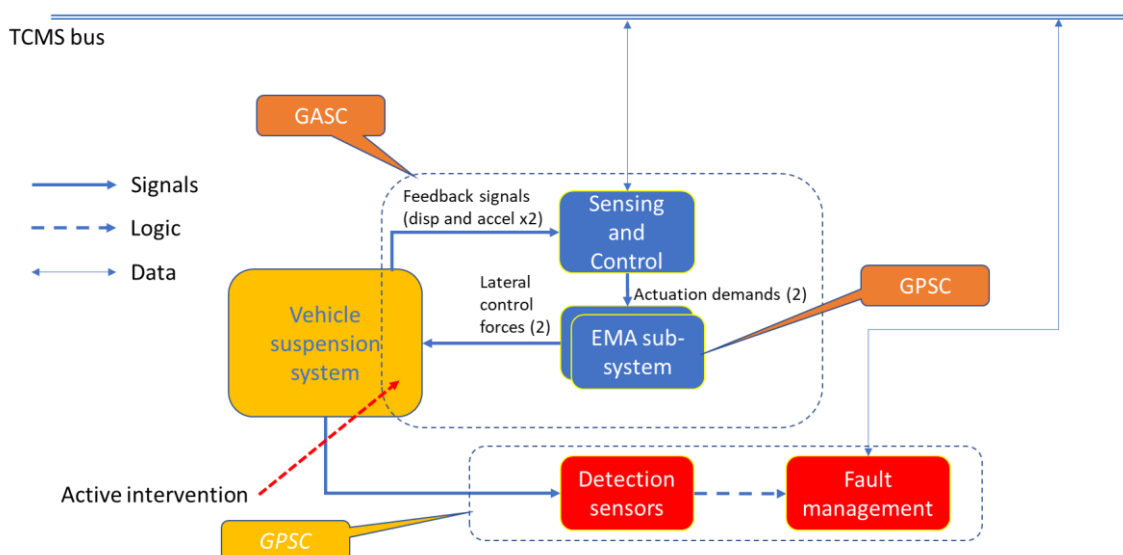 TCMS bus
GASC
Signals
Logic
Data
Feedback signals
(disp and accel x2)
Sensing
and
Control
Lateral
control
forces (2)
Actuation demands (2)
GPSC
Vehicle
suspension
system
EMA sub-
system
Active intervention
Detection
sensors
Fault
management
GPSC